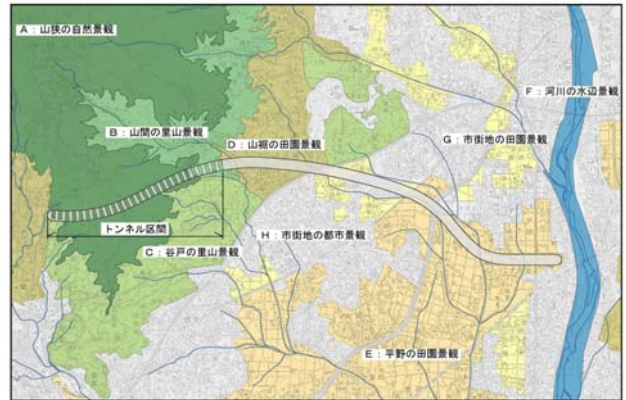 A：山狭の自然景観
F：河川の水辺景観
B：山間の里山景観
G：市街地の田園景観
D：山裾の田園景観
トンネル区間
H：市街地の都市景観
C：谷戸の里山景観
E：平野の田園景観